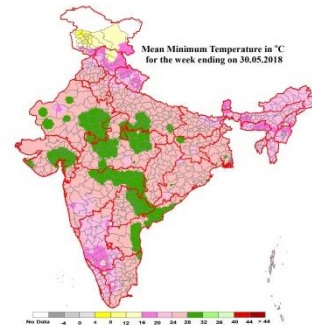 Mean Minimum Temperature in °C
for the week ending on 30.05.2018
No Data -4 0 4 8 12 16 20 24 28 32 36 40 44 > 44